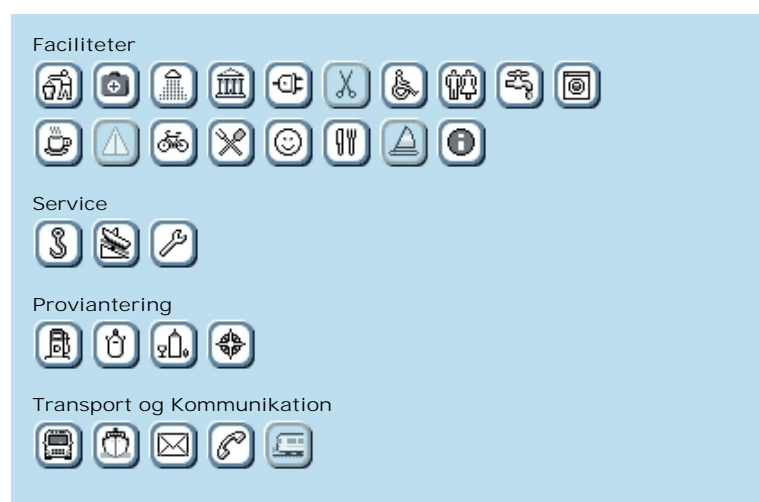 Faciliteter
Service
Proviantering
Transport og Kommunikation